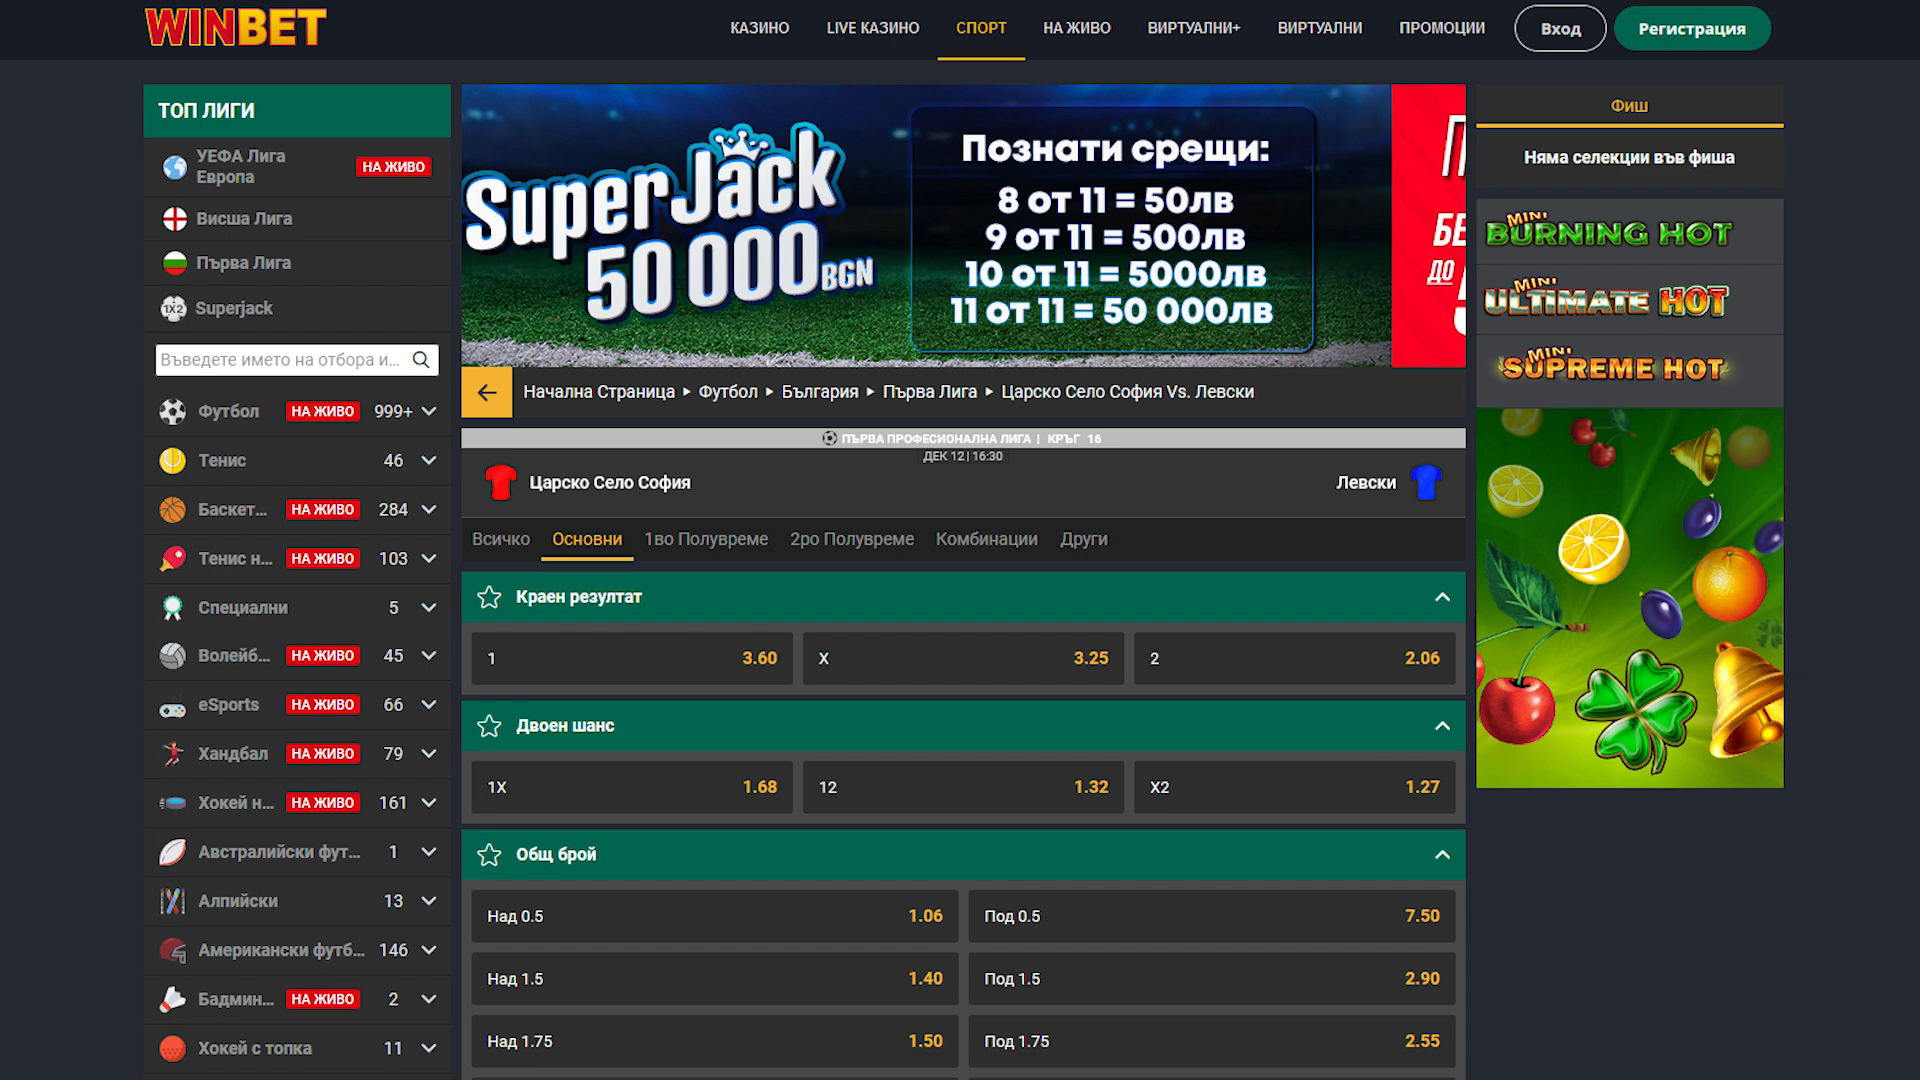 WINBET
КАЗИНО
LIVE КАЗИНО
СПОРТ
НА ЖИВО
ВИРТУАЛНИ+
ВИРТУАЛНИ
ПРОМОЦИИ
Вход
Регистрация
ТОП ЛИГИ
УЕФА Лига
Европа
НА ЖИВО
Висша Лига
Първа Лига
1X2
Superjack
Въведете името на отбора и...
Футбол НА ЖИВО 999+
Тенис 46
Баскет... НА ЖИВО 284
Тенис н... НА ЖИВО 103
Специални 5
Волейб... НА ЖИВО 45
eSports НА ЖИВО 66
Хандбал НА ЖИВО 79
Хокей н... НА ЖИВО 161
Австралийски фут... 1
Алпийски 13
Американски футб... 146
Бадмин... НА ЖИВО 2
Хокей с топка 11
SuperJack
50 000 BGN
Познати срещи:
8 от 11 = 50лв
9 от 11 = 500лв
10 от 11 = 5000лв
11 от 11 = 50 000лв
БЕ
ДО
Начална Страница ▸ Футбол ▸ България ▸ Първа Лига ▸ Царско Село София Vs. Левски
ПЪРВА ПРОФЕСИОНАЛНА ЛИГА | КРЪГ 16
ДЕК 12 | 16:30
Царско Село София
Левски
Всичко
Основни
1во Полувреме
2ро Полувреме
Комбинации
Други
Краен резултат
1 3.60
X 3.25
2 2.06
Двоен шанс
1X 1.68
12 1.32
X2 1.27
Общ брой
Над 0.5 1.06
Под 0.5 7.50
Над 1.5 1.40
Под 1.5 2.90
Над 1.75 1.50
Под 1.75 2.55
Фиш
Няма селекции във фиша
MINI
BURNING HOT
MINI
ULTIMATE HOT
MINI
SUPREME HOT